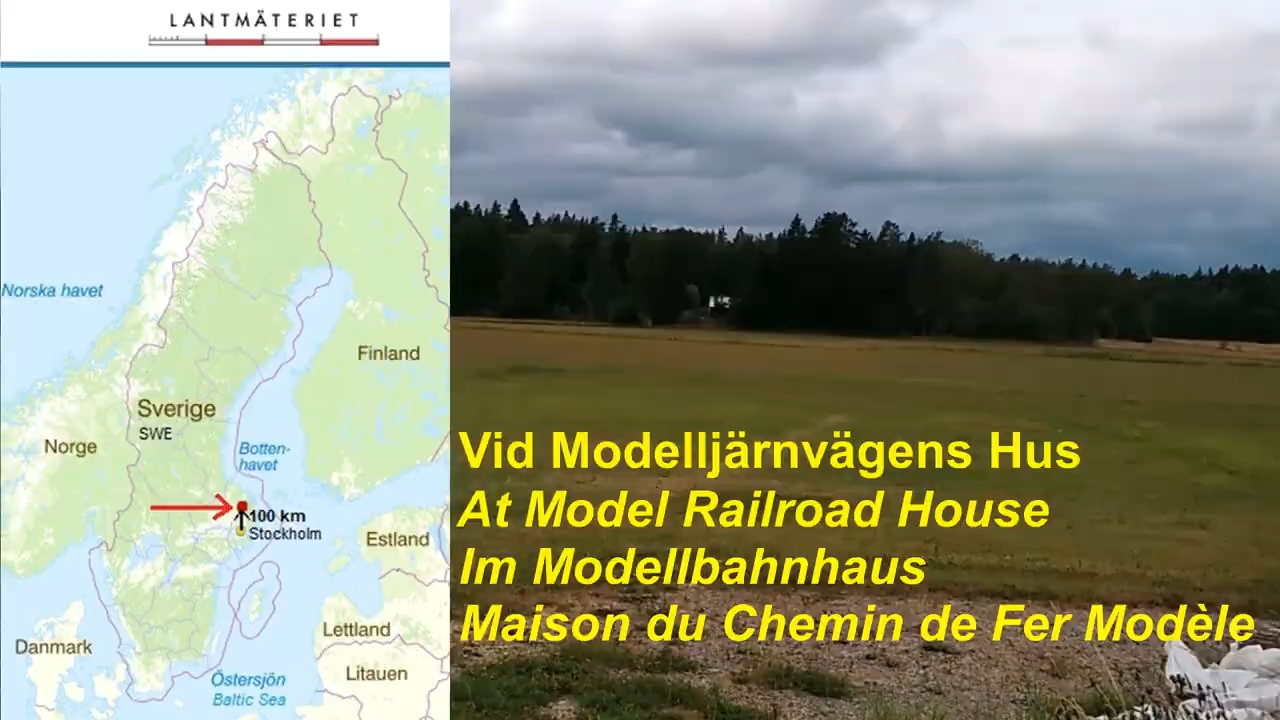 LANTMÄTERIET
Norska havet
Finland
Sverige
SWE
Norge
Botten-
havet
100 km
Stockholm
Estland
Lettland
Danmark
Litauen
Östersjön
Baltic Sea
Vid Modelljärnvägens Hus
At Model Railroad House
Im Modellbahnhaus
Maison du Chemin de Fer Modèle